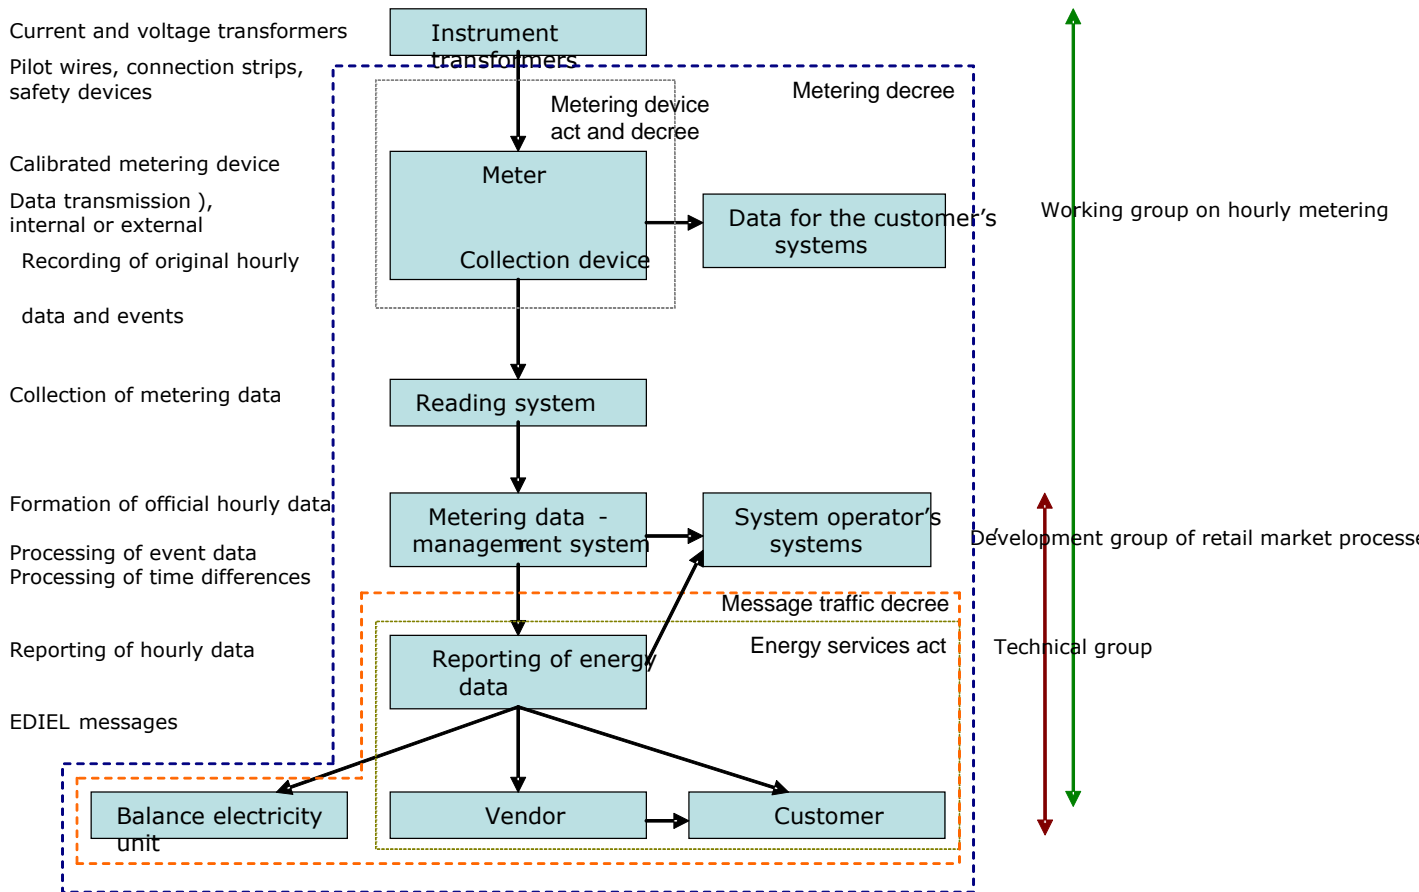 Current and voltage transformers
Instrument
transformers
Pilot wires, connection strips,
safety devices
Metering decree
Metering device
act and decree
Calibrated metering device
Meter
Data transmission ),
internal or external
Data for the customer's
systems
Working group on hourly metering
Recording of original hourly
Collection device
data and events
Collection of metering data
Reading system
Formation of official hourly data
Metering data -
management system
System operator's
systems
Development group of retail market processe
Processing of event data
Processing of time differences
Message traffic decree
Energy services act
Reporting of hourly data
Reporting of energy
data
Technical group
EDIEL messages
Balance electricity
unit
Vendor
Customer